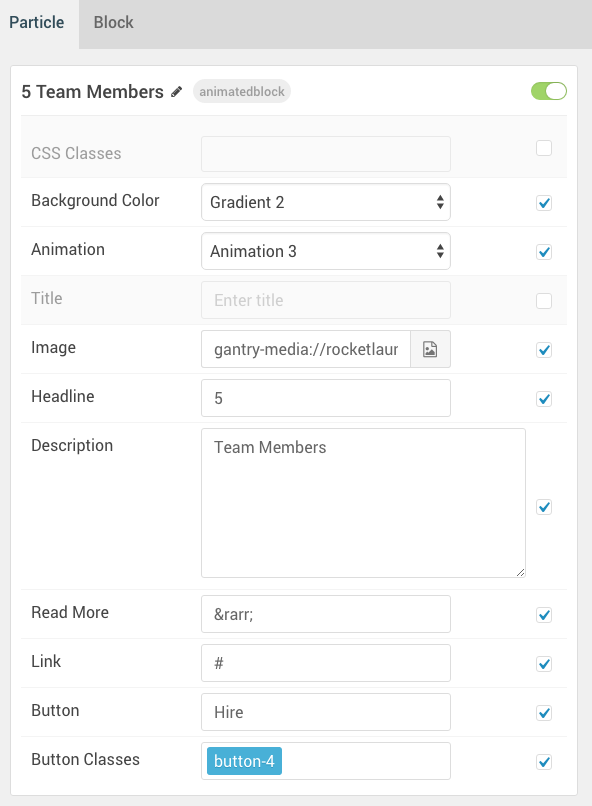 Particle Block
5 Team Members animatedblock
CSS Classes
Background Color Gradient 2
Animation Animation 3
Title Enter title
Image gantry-media://rocketlaur
Headline 5
Description Team Members
Read More &rarr;
Link #
Button Hire
Button Classes button-4